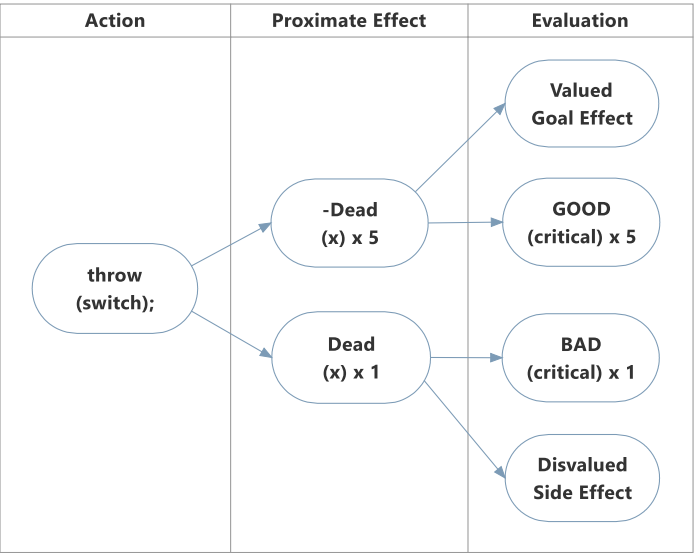 Action
Proximate Effect
Evaluation
throw
(switch);
-Dead
(x) x 5
Dead
(x) x 1
Valued
Goal Effect
GOOD
(critical) x 5
BAD
(critical) x 1
Disvalued
Side Effect